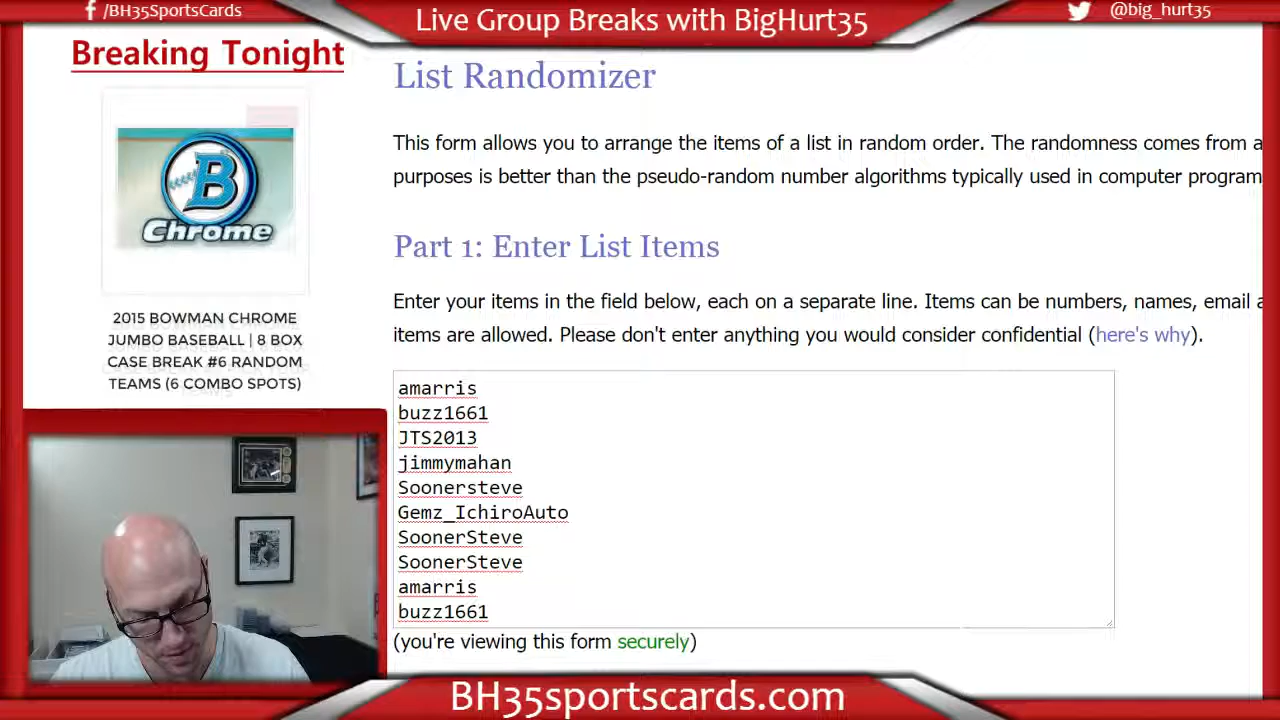 /BH35SportsCards
Live Group Breaks with BigHurt35
@big_hurt35
Breaking Tonight
B
Chrome
2015 BOWMAN CHROME
JUMBO BASEBALL | 8 BOX
CASE BREAK #6 RANDOM
TEAMS (6 COMBO SPOTS)
List Randomizer
This form allows you to arrange the items of a list in random order. The randomness comes from a
purposes is better than the pseudo-random number algorithms typically used in computer program
Part 1: Enter List Items
Enter your items in the field below, each on a separate line. Items can be numbers, names, email a
items are allowed. Please don't enter anything you would consider confidential (here's why).
amarris
buzz1661
JTS2013
jimmymahan
Soonersteve
Gemz_IchiroAuto
SoonerSteve
SoonerSteve
amarris
buzz1661
(you're viewing this form securely)
BH35sportscards.com